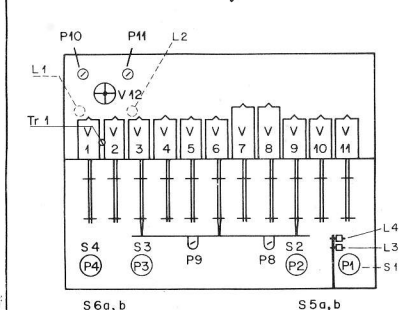 P10 P11 L2
L1
V12
Tr 1
V V V V V V V V V V V
1 2 3 4 5 6 7 8 9 10 11
L4
S4 S3 S2 L3
P4 P3 P9 P8 P2 P1 S1
S6a,b S5a,b